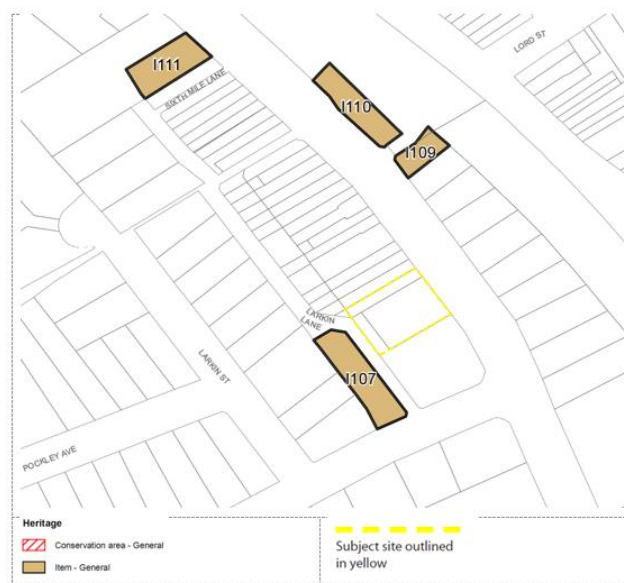 LORD ST
I111
SIXTH MILE LANE
I110
I109
LARKIN
LANE
I107
LARKIN ST
POCKLEY AVE
Heritage
Conservation area - General
Item - General
Subject site outlined
in yellow